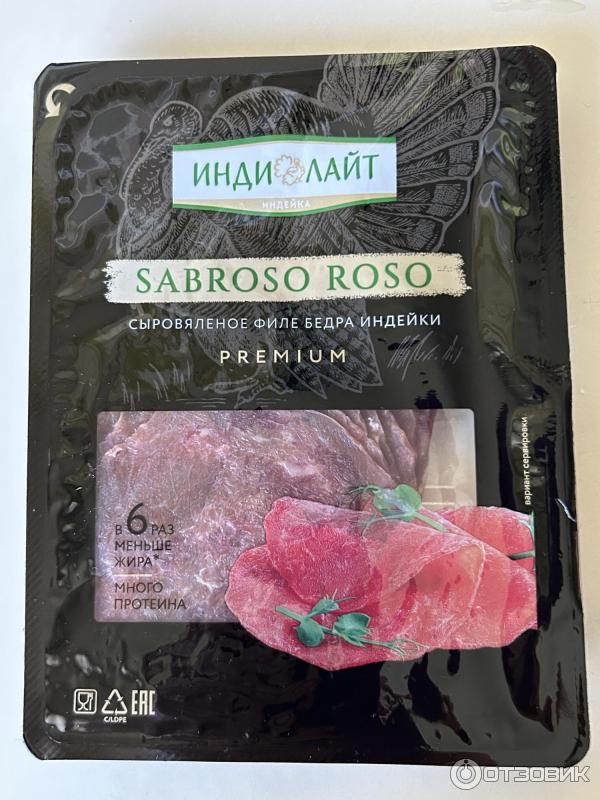 ИНДИ ЛАЙТ
ИНДЕЙКА
SABROSO ROSO
СЫРОВЯЛЕНОЕ ФИЛЕ БЕДРА ИНДЕЙКИ
PREMIUM
вариант сервировки
В 6 РАЗ
МЕНЬШЕ
ЖИРА*
МНОГО
ПРОТЕИНА
C/LDPE
EAC
ОТЗОВИК